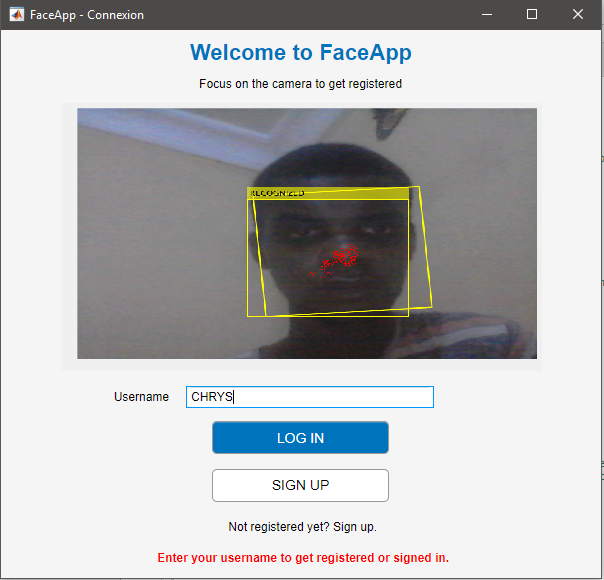 FaceApp - Connexion
Welcome to FaceApp
Focus on the camera to get registered
RECOGNIZED
Username CHRYS
LOG IN
SIGN UP
Not registered yet? Sign up.
Enter your username to get registered or signed in.